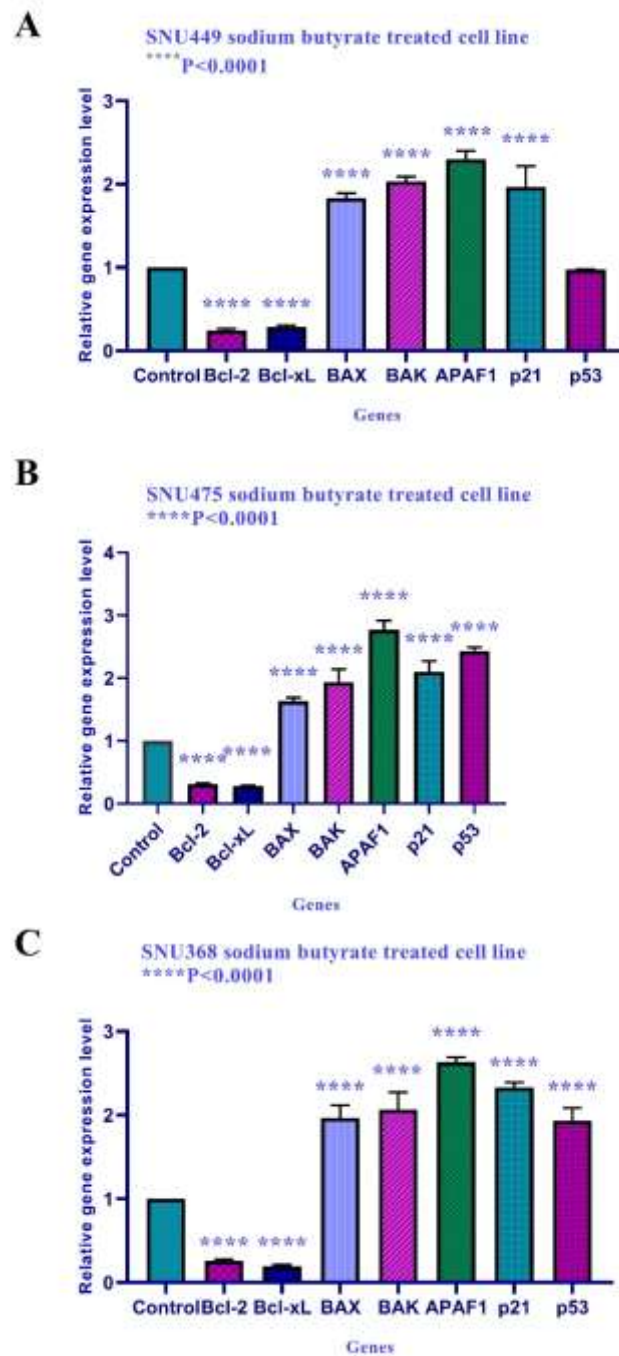 A
SNU449 sodium butyrate treated cell line
****P<0.0001
Relative gene expression level
3
2
1
0
**** **** **** **** **** ****
Control Bcl-2 Bcl-xL BAX BAK APAF1 p21 p53
Genes
B
SNU475 sodium butyrate treated cell line
****P<0.0001
Relative gene expression level
4
3
2
1
0
**** **** **** **** **** **** ****
Control Bcl-2 Bcl-xL BAX BAK APAF1 p21 p53
Genes
C
SNU368 sodium butyrate treated cell line
****P<0.0001
Relative gene expression level
3
2
1
0
**** **** **** **** **** **** ****
Control Bcl-2 Bcl-xL BAX BAK APAF1 p21 p53
Genes